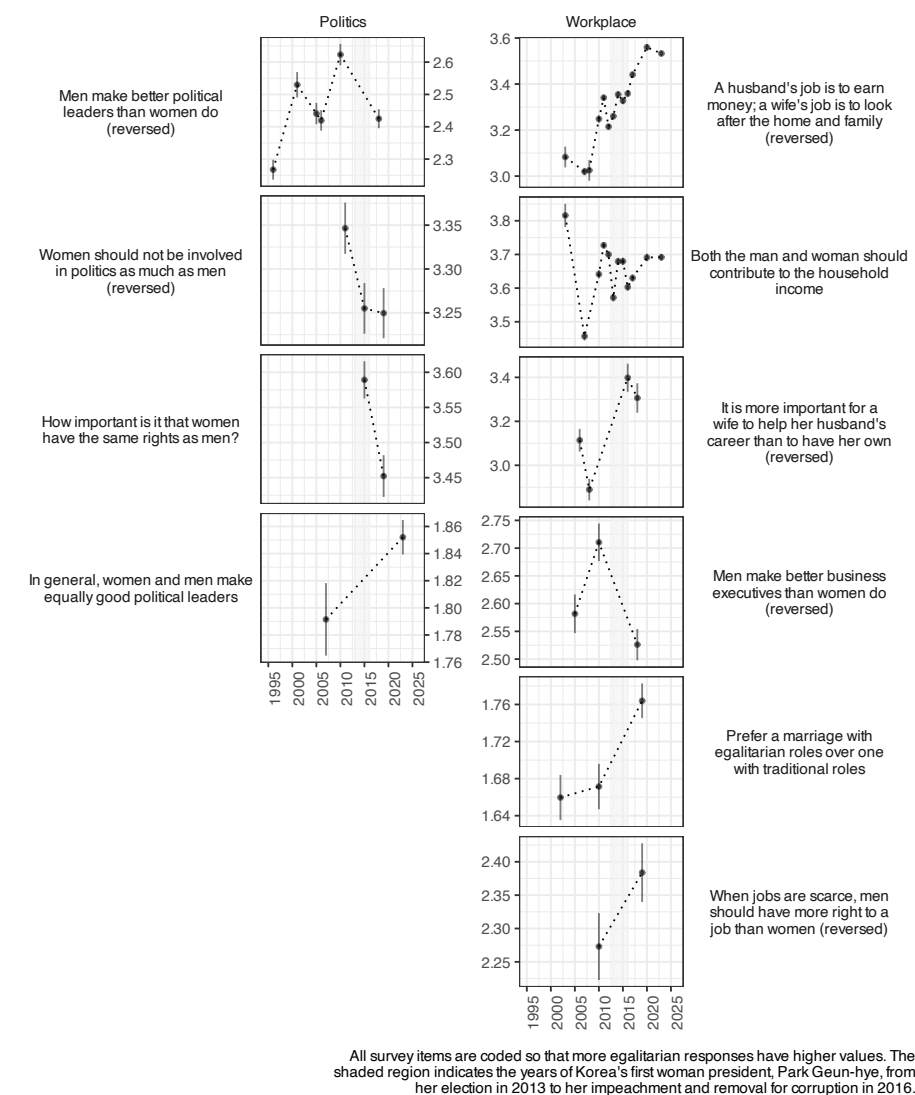 Politics
Men make better political
leaders than women do
(reversed)
2.6
2.5
2.4
2.3
Women should not be involved
in politics as much as men
(reversed)
3.35
3.30
3.25
How important is it that women
have the same rights as men?
3.60
3.55
3.50
3.45
In general, women and men make
equally good political leaders
1.86
1.84
1.82
1.80
1.78
1.76
1995
2000
2005
2010
2015
2020
2025
Workplace
3.6
3.4
3.2
3.0
A husband's job is to earn
money; a wife's job is to look
after the home and family
(reversed)
3.8
3.7
3.6
3.5
Both the man and woman should
contribute to the household
income
3.4
3.2
3.0
It is more important for a
wife to help her husband's
career than to have her own
(reversed)
2.75
2.70
2.65
2.60
2.55
2.50
Men make better business
executives than women do
(reversed)
1.76
1.72
1.68
1.64
Prefer a marriage with
egalitarian roles over one
with traditional roles
2.40
2.35
2.30
2.25
When jobs are scarce, men
should have more right to a
job than women (reversed)
1995
2000
2005
2010
2015
2020
2025
All survey items are coded so that more egalitarian responses have higher values. The
shaded region indicates the years of Korea's first woman president, Park Geun-hye, from
her election in 2013 to her impeachment and removal for corruption in 2016.